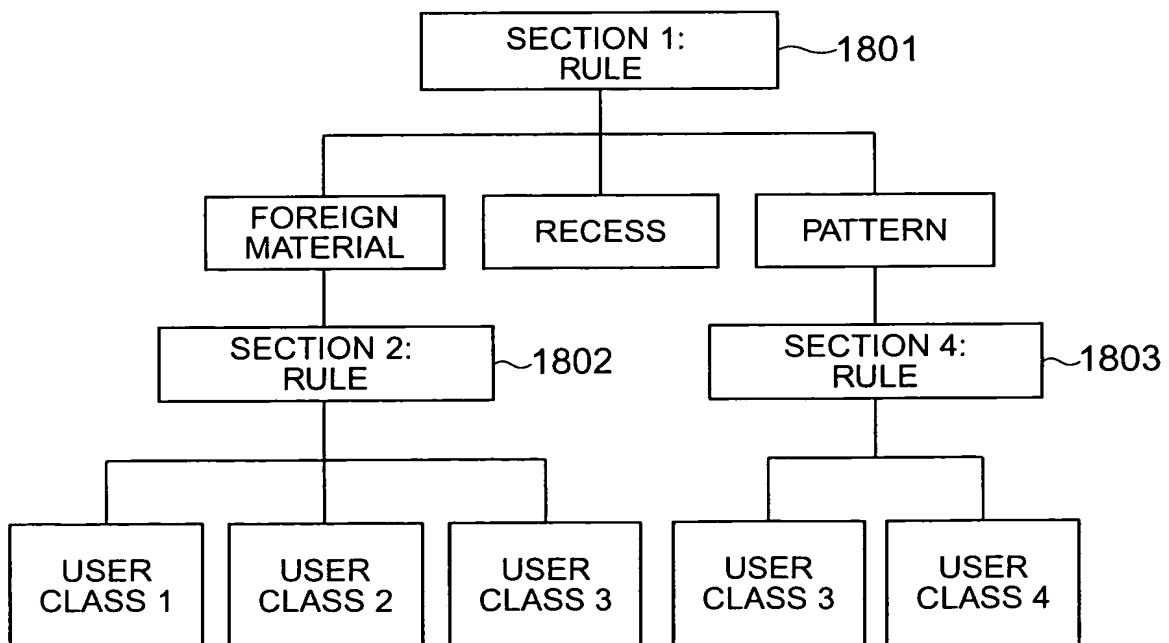 SECTION 1:
RULE
1801
FOREIGN
MATERIAL
RECESS
PATTERN
SECTION 2:
RULE
1802
SECTION 4:
RULE
1803
USER
CLASS 1
USER
CLASS 2
USER
CLASS 3
USER
CLASS 3
USER
CLASS 4